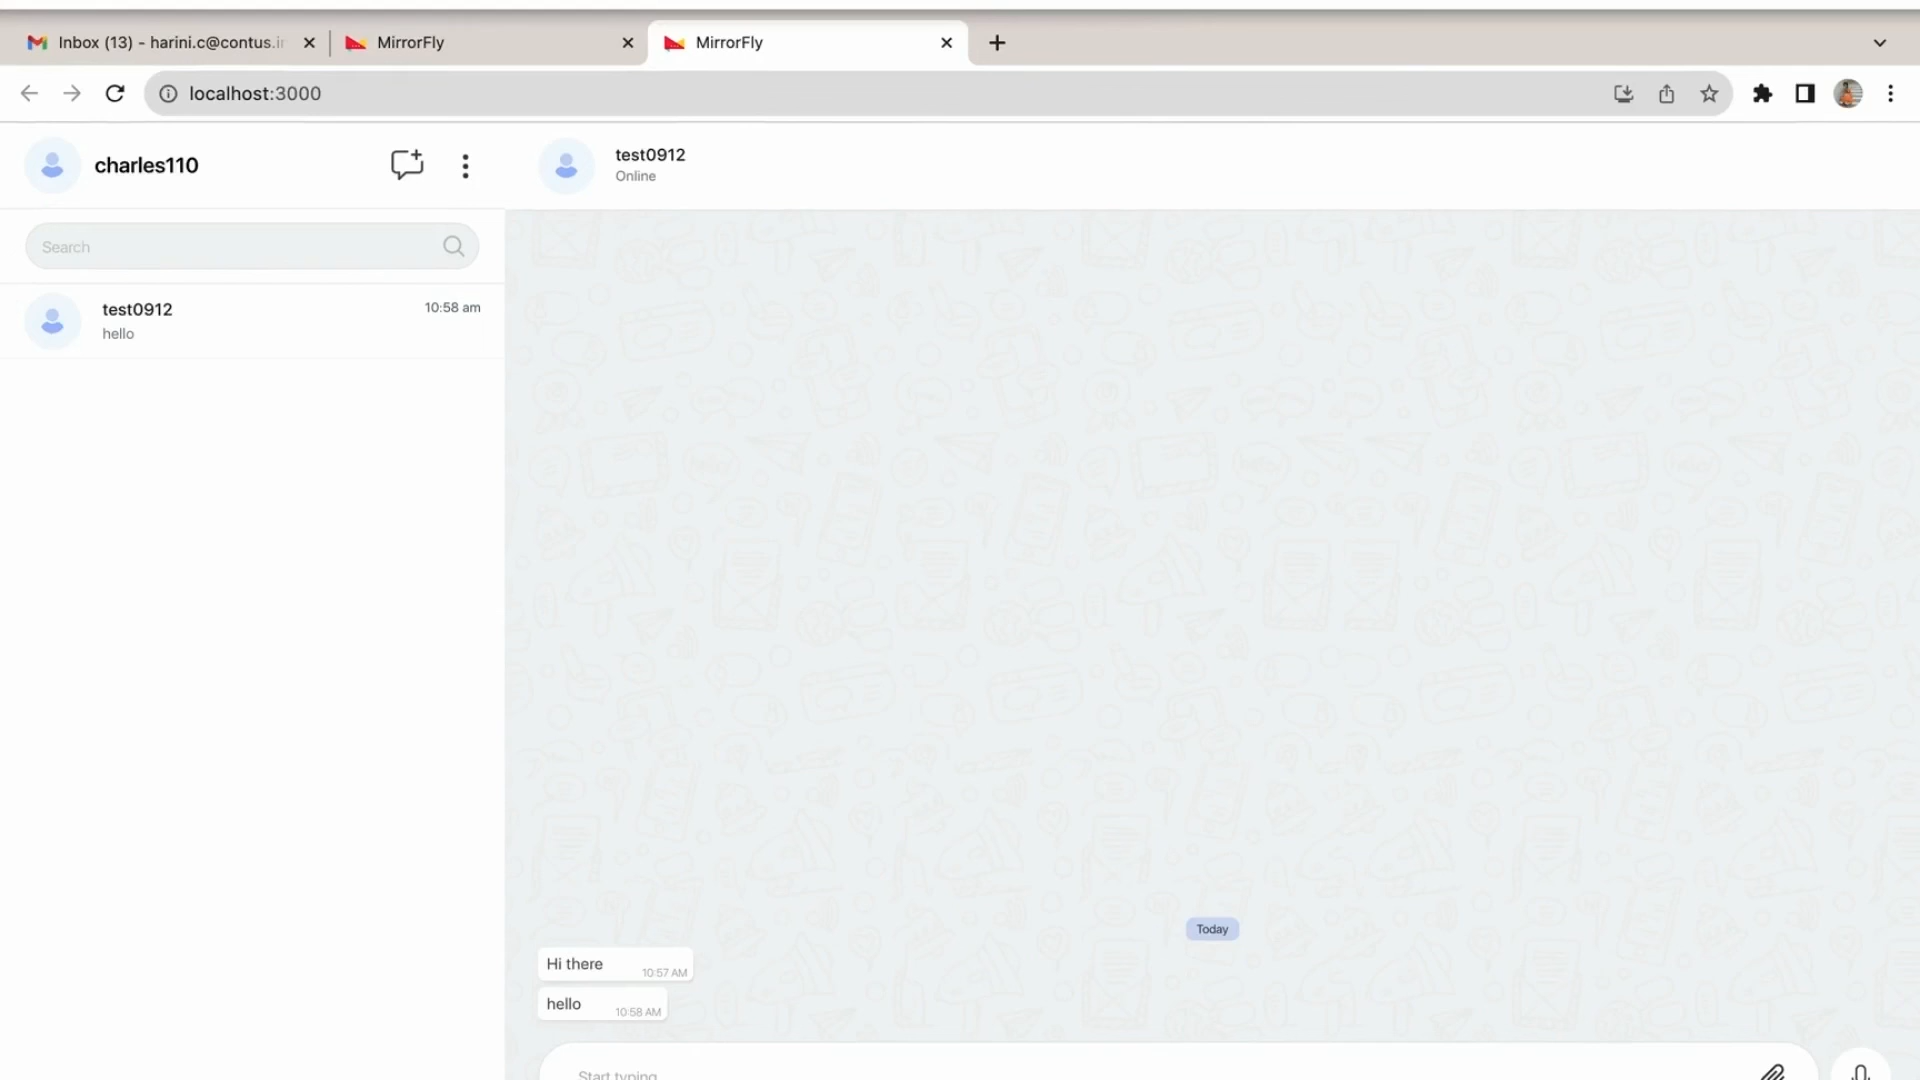 Inbox (13) - harini.c@contus.in
MirrorFly
MirrorFly
localhost:3000
charles110
test0912
Online
Search
test0912
10:58 am
hello
Today
Hi there
10:57 AM
hello
10:58 AM
Start typing